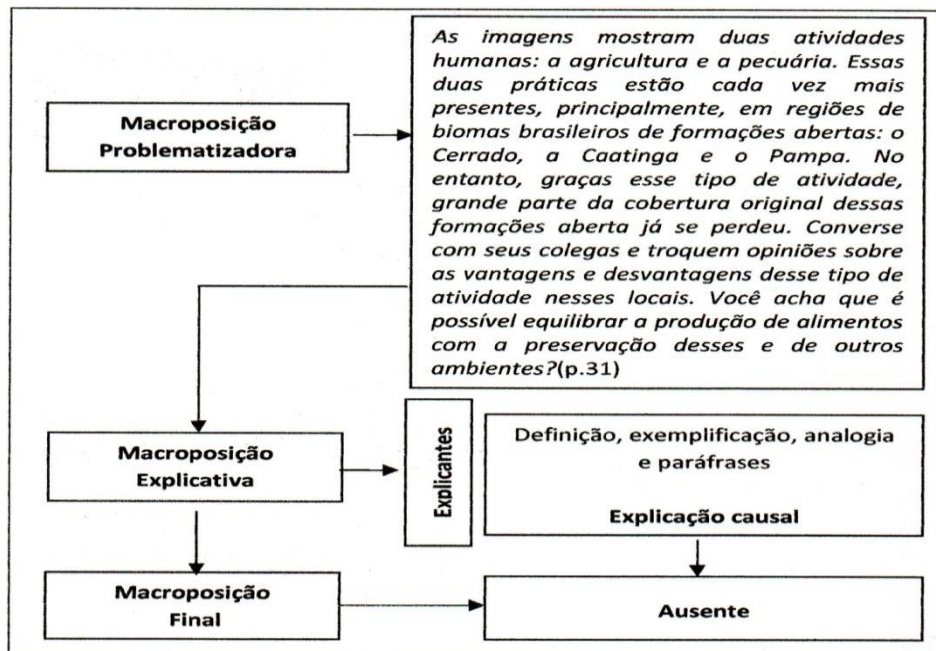 As imagens mostram duas atividades
humanas: a agricultura e a pecuária. Essas
duas práticas estão cada vez mais
presentes, principalmente, em regiões de
biomas brasileiros de formações abertas: o
Cerrado, a Caatinga e o Pampa. No
entanto, graças esse tipo de atividade,
grande parte da cobertura original dessas
formações aberta já se perdeu. Converse
com seus colegas e troquem opiniões sobre
as vantagens e desvantagens desse tipo de
atividade nesses locais. Você acha que é
possível equilibrar a produção de alimentos
com a preservação desses e de outros
ambientes?(p.31)
Macroposição
Problematizadora
Macroposição
Explicativa
Explicantes
Definição, exemplificação, analogia
e paráfrases
Explicação causal
Macroposição
Final
Ausente